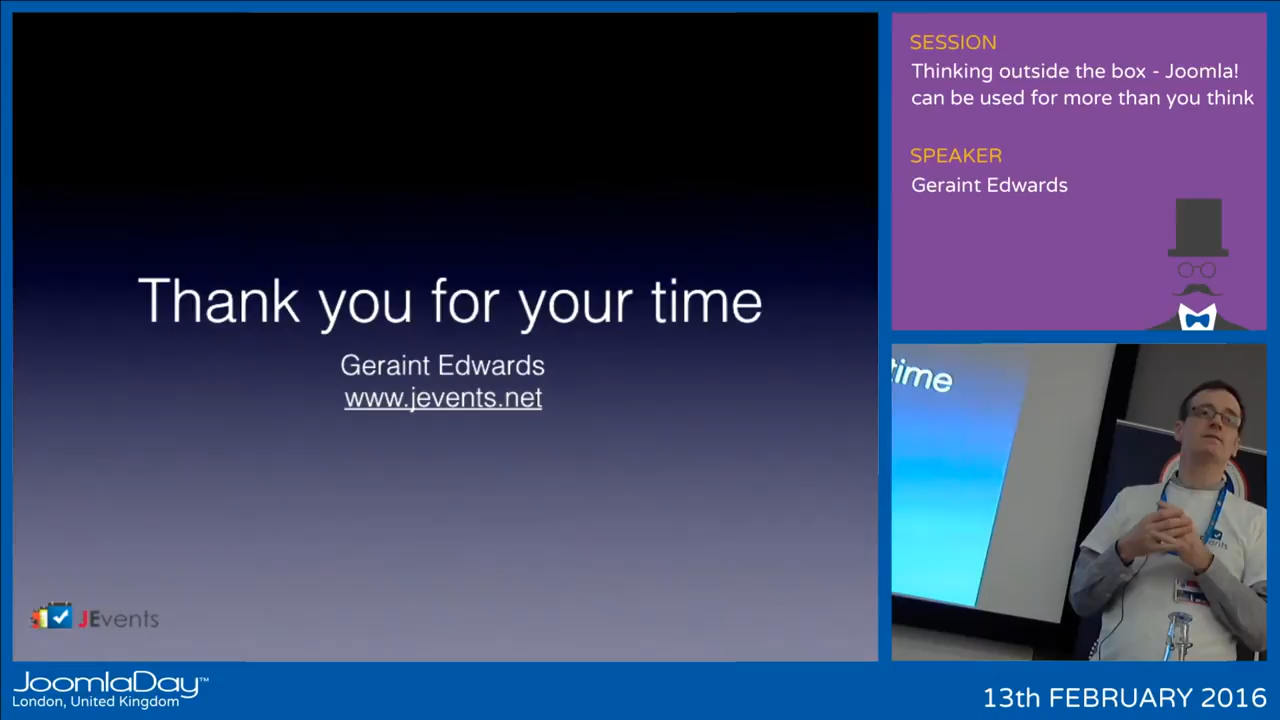 Thank you for your time
Geraint Edwards
www.jevents.net
JEvents
SESSION
Thinking outside the box - Joomla!
can be used for more than you think
SPEAKER
Geraint Edwards
time
JoomlaDay™
London, United Kingdom
13th FEBRUARY 2016